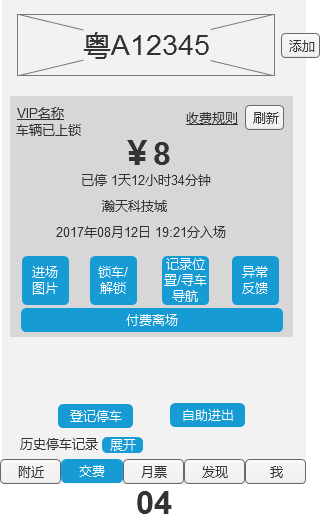 粤A12345
添加
VIP名称
车辆已上锁
收费规则
刷新
¥ 8
已停 1天12小时34分钟
瀚天科技城
2017年08月12日 19:21分入场
进场
图片
锁车/
解锁
记录位
置/寻车
导航
异常
反馈
付费离场
登记停车
自助进出
历史停车记录
展开
附近
交费
月票
发现
我
04